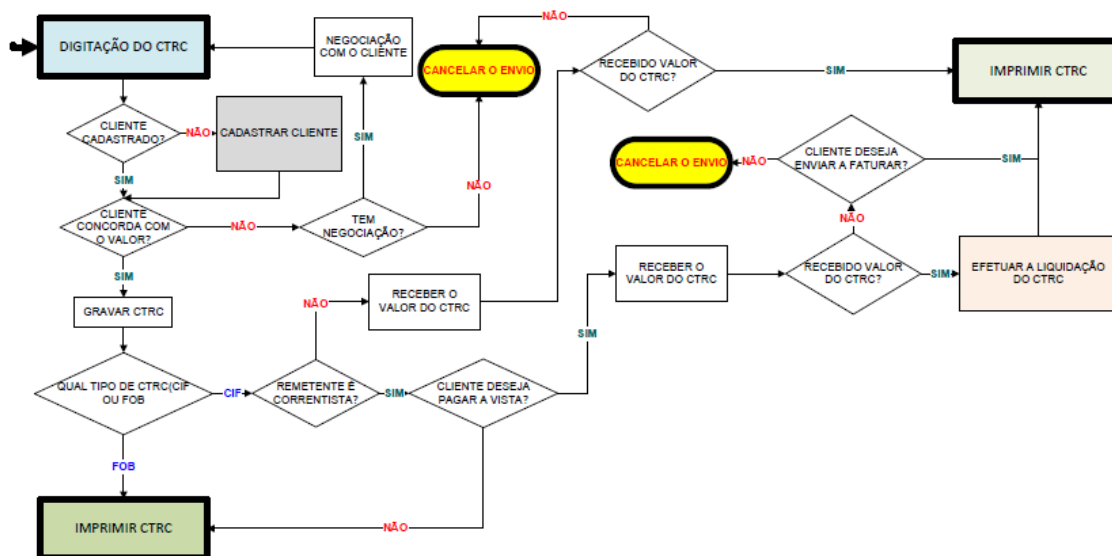 DIGITAÇÃO DO CTRC
NEGOCIAÇÃO
COM O CLIENTE
CANCELAR O ENVIO
NÃO
RECEBIDO VALOR
DO CTRC?
SIM
IMPRIMIR CTRC
CLIENTE
CADASTRADO?
NÃO
CADASTRAR CLIENTE
SIM
SIM
NÃO
CANCELAR O ENVIO
NÃO
CLIENTE DESEJA
ENVIAR A FATURAR?
SIM
CLIENTE
CONCORDA COM
O VALOR?
NÃO
TEM
NEGOCIAÇÃO?
NÃO
SIM
RECEBER O
VALOR DO CTRC
RECEBIDO VALOR
DO CTRC?
SIM
EFETUAR A LIQUIDAÇÃO
DO CTRC
GRAVAR CTRC
NÃO
RECEBER O
VALOR DO CTRC
SIM
QUAL TIPO DE CTRC(CIF
OU FOB
CIF
REMETENTE É
CORRENTISTA?
SIM
CLIENTE DESEJA
PAGAR A VISTA?
FOB
IMPRIMIR CTRC
NÃO